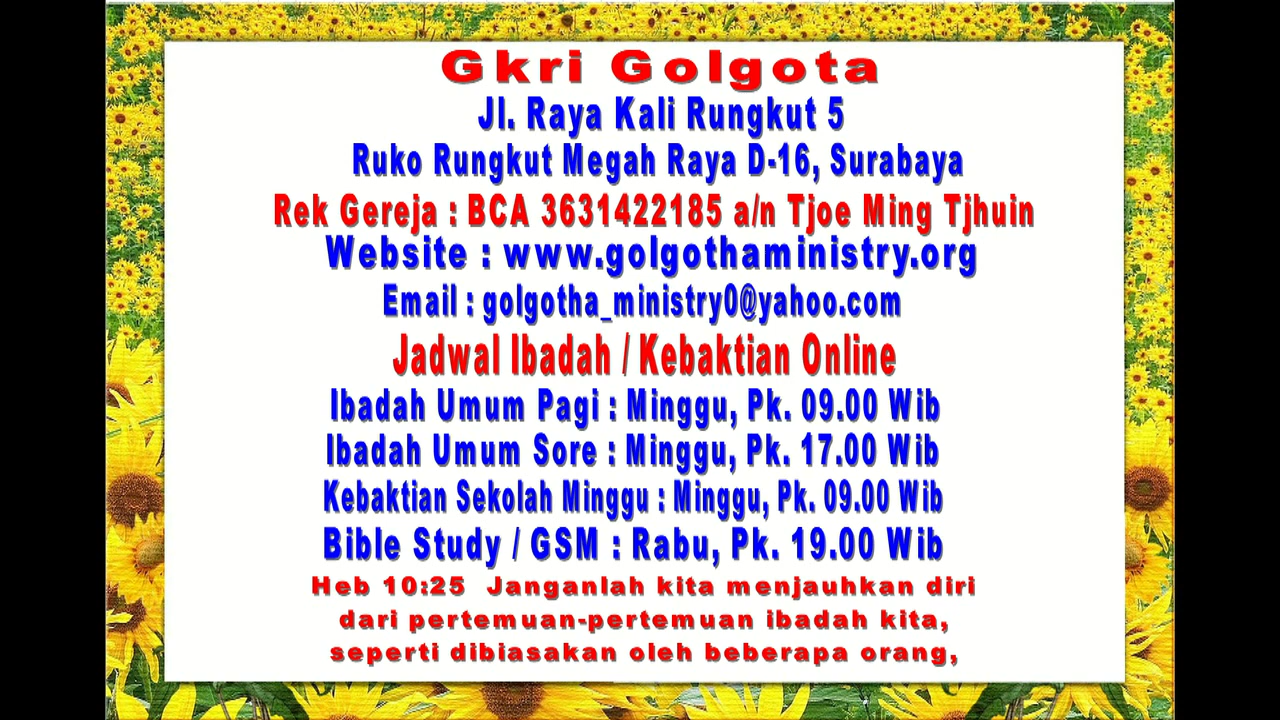 Gkri Golgota
Jl. Raya Kali Rungkut 5
Ruko Rungkut Megah Raya D-16, Surabaya
Rek Gereja : BCA 3631422185 a/n Tjoe Ming Tjhuin
Website : www.golgothaministry.org
Email : golgotha_ministry0@yahoo.com
Jadwal Ibadah / Kebaktian Online
Ibadah Umum Pagi : Minggu, Pk. 09.00 Wib
Ibadah Umum Sore : Minggu, Pk. 17.00 Wib
Kebaktian Sekolah Minggu : Minggu, Pk. 09.00 Wib
Bible Study / GSM : Rabu, Pk. 19.00 Wib
Heb 10:25 Janganlah kita menjauhkan diri
dari pertemuan-pertemuan ibadah kita,
seperti dibiasakan oleh beberapa orang,